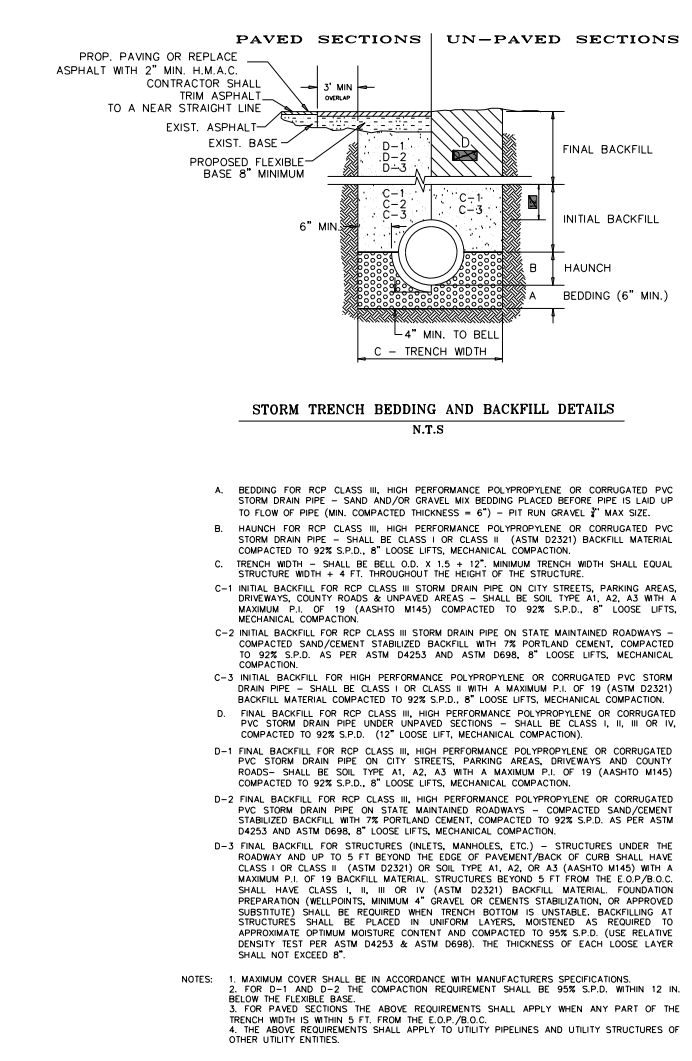 PAVED SECTIONS
UN-PAVED SECTIONS
PROP. PAVING OR REPLACE
ASPHALT WITH 2" MIN. H.M.A.C.
CONTRACTOR SHALL
TRIM ASPHALT
TO A NEAR STRAIGHT LINE
EXIST. ASPHALT
EXIST. BASE
PROPOSED FLEXIBLE
BASE 8" MINIMUM
3' MIN
OVERLAP
D-1
D-2
D-3
D
FINAL BACKFILL
C-1
C-2
C-3
C-1
C-3
INITIAL BACKFILL
6" MIN.
B HAUNCH
A BEDDING (6" MIN.)
4" MIN. TO BELL
C - TRENCH WIDTH
STORM TRENCH BEDDING AND BACKFILL DETAILS
N.T.S
A. BEDDING FOR RCP CLASS III, HIGH PERFORMANCE POLYPROPYLENE OR CORRUGATED PVC
STORM DRAIN PIPE - SAND AND/OR GRAVEL MIX BEDDING PLACED BEFORE PIPE IS LAID UP
TO FLOW OF PIPE (MIN. COMPACTED THICKNESS = 6") - PIT RUN GRAVEL ¾" MAX SIZE.
B. HAUNCH FOR RCP CLASS III, HIGH PERFORMANCE POLYPROPYLENE OR CORRUGATED PVC
STORM DRAIN PIPE - SHALL BE CLASS I OR CLASS II (ASTM D2321) BACKFILL MATERIAL
COMPACTED TO 92% S.P.D., 8" LOOSE LIFTS, MECHANICAL COMPACTION.
C. TRENCH WIDTH - SHALL BE BELL O.D. X 1.5 + 12". MINIMUM TRENCH WIDTH SHALL EQUAL
STRUCTURE WIDTH + 4 FT. THROUGHOUT THE HEIGHT OF THE STRUCTURE.
C-1 INITIAL BACKFILL FOR RCP CLASS III STORM DRAIN PIPE ON CITY STREETS, PARKING AREAS,
DRIVEWAYS, COUNTY ROADS & UNPAVED AREAS - SHALL BE SOIL TYPE A1, A2, A3 WITH A
MAXIMUM P.I. OF 19 (AASHTO M145) COMPACTED TO 92% S.P.D., 8" LOOSE LIFTS,
MECHANICAL COMPACTION.
C-2 INITIAL BACKFILL FOR RCP CLASS III STORM DRAIN PIPE ON STATE MAINTAINED ROADWAYS -
COMPACTED SAND/CEMENT STABILIZED BACKFILL WITH 7% PORTLAND CEMENT, COMPACTED
TO 92% S.P.D. AS PER ASTM D4253 AND ASTM D698, 8" LOOSE LIFTS, MECHANICAL
COMPACTION.
C-3 INITIAL BACKFILL FOR HIGH PERFORMANCE POLYPROPYLENE OR CORRUGATED PVC STORM
DRAIN PIPE - SHALL BE CLASS I OR CLASS II WITH A MAXIMUM P.I. OF 19 (ASTM D2321)
BACKFILL MATERIAL COMPACTED TO 92% S.P.D., 8" LOOSE LIFTS, MECHANICAL COMPACTION.
D. FINAL BACKFILL FOR RCP CLASS III, HIGH PERFORMANCE POLYPROPYLENE OR CORRUGATED
PVC STORM DRAIN PIPE UNDER UNPAVED SECTIONS - SHALL BE CLASS I, II, III OR IV,
COMPACTED TO 92% S.P.D. (12" LOOSE LIFT, MECHANICAL COMPACTION).
D-1 FINAL BACKFILL FOR RCP CLASS III, HIGH PERFORMANCE POLYPROPYLENE OR CORRUGATED
PVC STORM DRAIN PIPE ON CITY STREETS, PARKING AREAS, DRIVEWAYS AND COUNTY
ROADS- SHALL BE SOIL TYPE A1, A2, A3 WITH A MAXIMUM P.I. OF 19 (AASHTO M145)
COMPACTED TO 92% S.P.D., 8" LOOSE LIFTS, MECHANICAL COMPACTION.
D-2 FINAL BACKFILL FOR RCP CLASS III, HIGH PERFORMANCE POLYPROPYLENE OR CORRUGATED
PVC STORM DRAIN PIPE ON STATE MAINTAINED ROADWAYS - COMPACTED SAND/CEMENT
STABILIZED BACKFILL WITH 7% PORTLAND CEMENT, COMPACTED TO 92% S.P.D. AS PER ASTM
D4253 AND ASTM D698, 8" LOOSE LIFTS, MECHANICAL COMPACTION.
D-3 FINAL BACKFILL FOR STRUCTURES (INLETS, MANHOLES, ETC.) - STRUCTURES UNDER THE
ROADWAY AND UP TO 5 FT BEYOND THE EDGE OF PAVEMENT/BACK OF CURB SHALL HAVE
CLASS I OR CLASS II (ASTM D2321) OR SOIL TYPE A1, A2, OR A3 (AASHTO M145) WITH A
MAXIMUM P.I. OF 19 BACKFILL MATERIAL. STRUCTURES BEYOND 5 FT FROM THE E.O.P/B.O.C.
SHALL HAVE CLASS I, II, III OR IV (ASTM D2321) BACKFILL MATERIAL. FOUNDATION
PREPARATION (WELLPOINTS, MINIMUM 4" GRAVEL OR CEMENTS STABILIZATION, OR APPROVED
SUBSTITUTE) SHALL BE REQUIRED WHEN TRENCH BOTTOM IS UNSTABLE. BACKFILLING AT
STRUCTURES SHALL BE PLACED IN UNIFORM LAYERS, MOISTENED AS REQUIRED TO
APPROXIMATE OPTIMUM MOISTURE CONTENT AND COMPACTED TO 95% S.P.D. (USE RELATIVE
DENSITY TEST PER ASTM D4253 & ASTM D698). THE THICKNESS OF EACH LOOSE LAYER
SHALL NOT EXCEED 8".
NOTES: 1. MAXIMUM COVER SHALL BE IN ACCORDANCE WITH MANUFACTURERS SPECIFICATIONS.
2. FOR D-1 AND D-2 THE COMPACTION REQUIREMENT SHALL BE 95% S.P.D. WITHIN 12 IN.
BELOW THE FLEXIBLE BASE.
3. FOR PAVED SECTIONS THE ABOVE REQUIREMENTS SHALL APPLY WHEN ANY PART OF THE
TRENCH WIDTH IS WITHIN 5 FT. FROM THE E.O.P./B.O.C.
4. THE ABOVE REQUIREMENTS SHALL APPLY TO UTILITY PIPELINES AND UTILITY STRUCTURES OF
OTHER UTILITY ENTITIES.